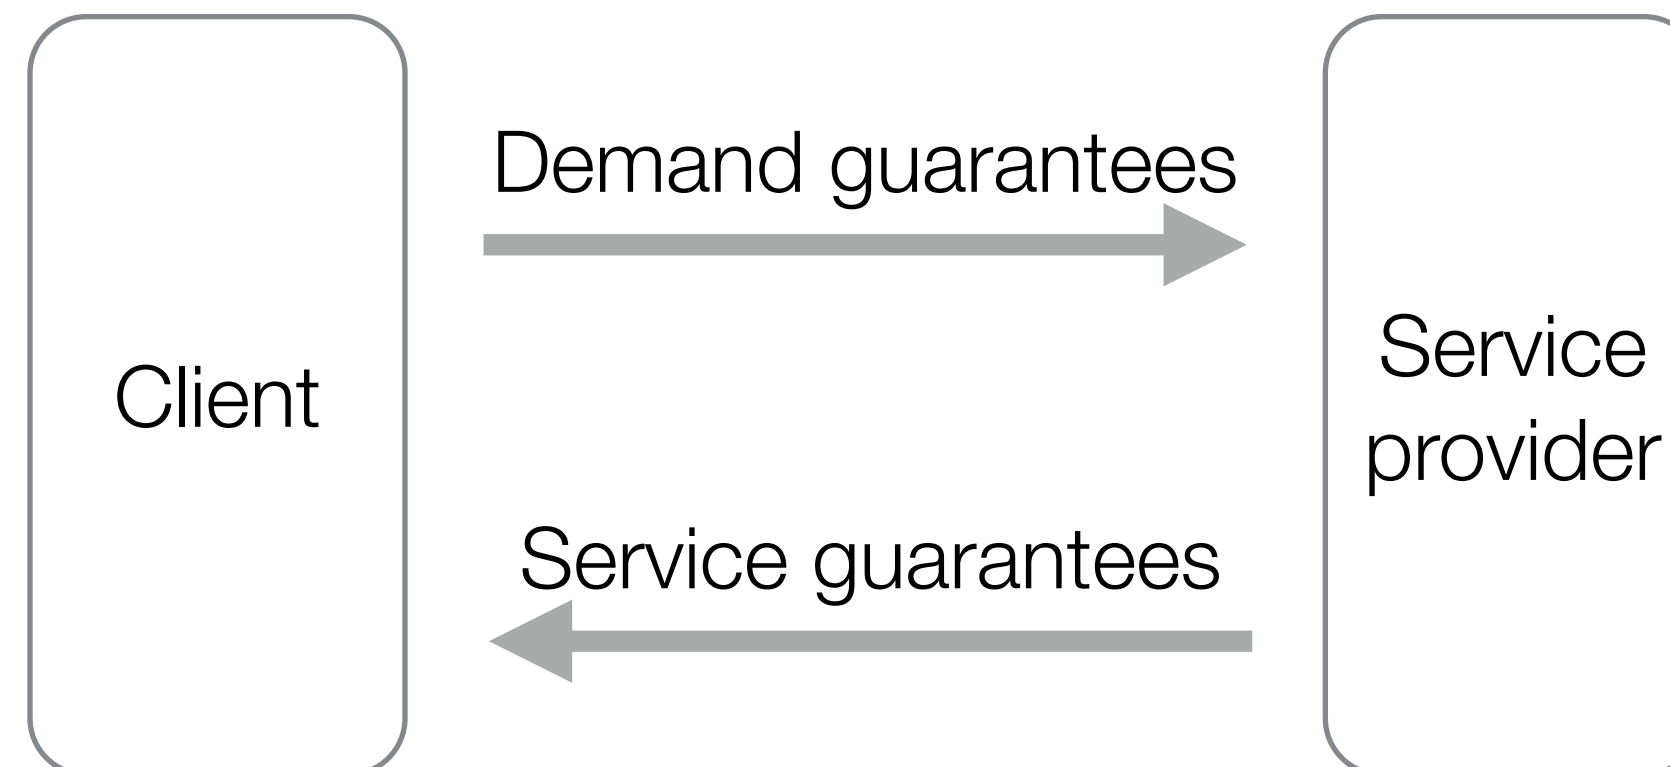 Demand guarantees
Client
Service
provider
Service guarantees